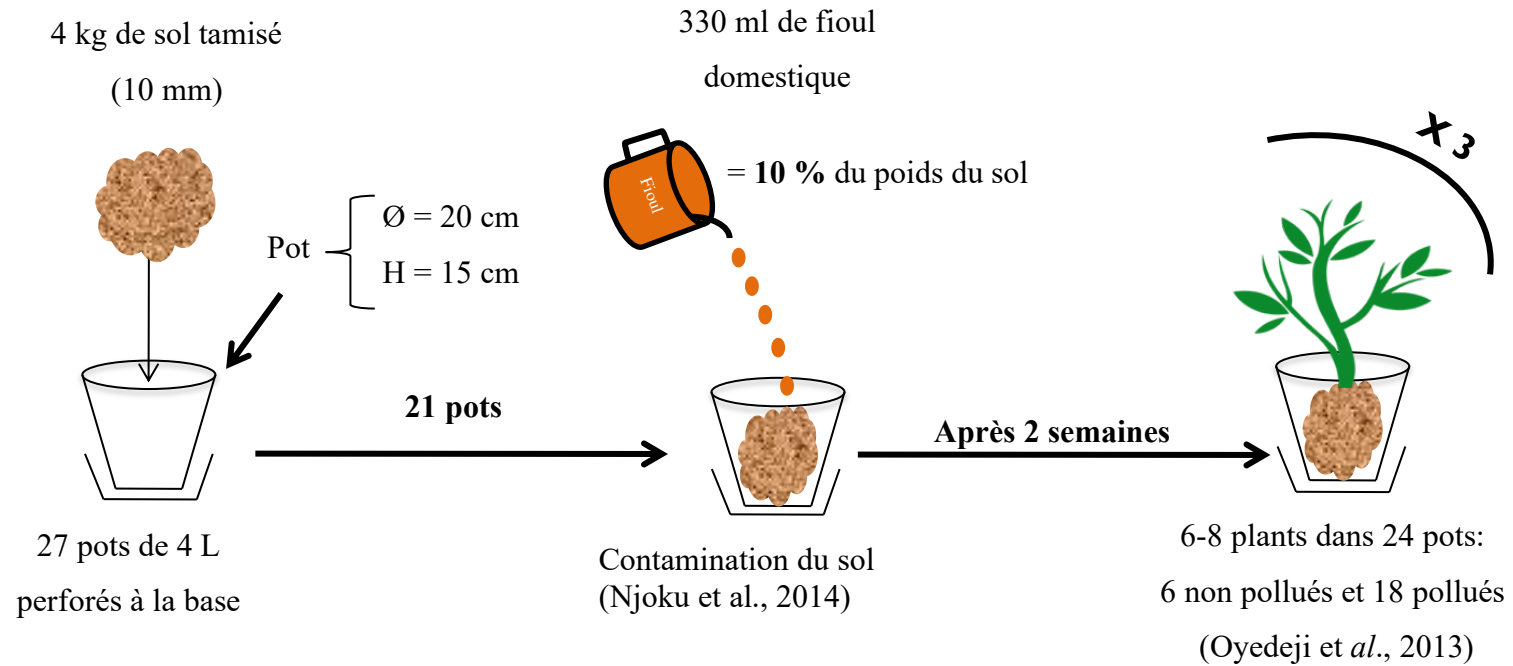 4 kg de sol tamisé
(10 mm)
Pot
Ø = 20 cm
H = 15 cm
27 pots de 4 L
perforés à la base
21 pots
330 ml de fioul
domestique
Fioul
= 10 % du poids du sol
Contamination du sol
(Njoku et al., 2014)
Après 2 semaines
X 3
6-8 plants dans 24 pots:
6 non pollués et 18 pollués
(Oyedeji et al., 2013)